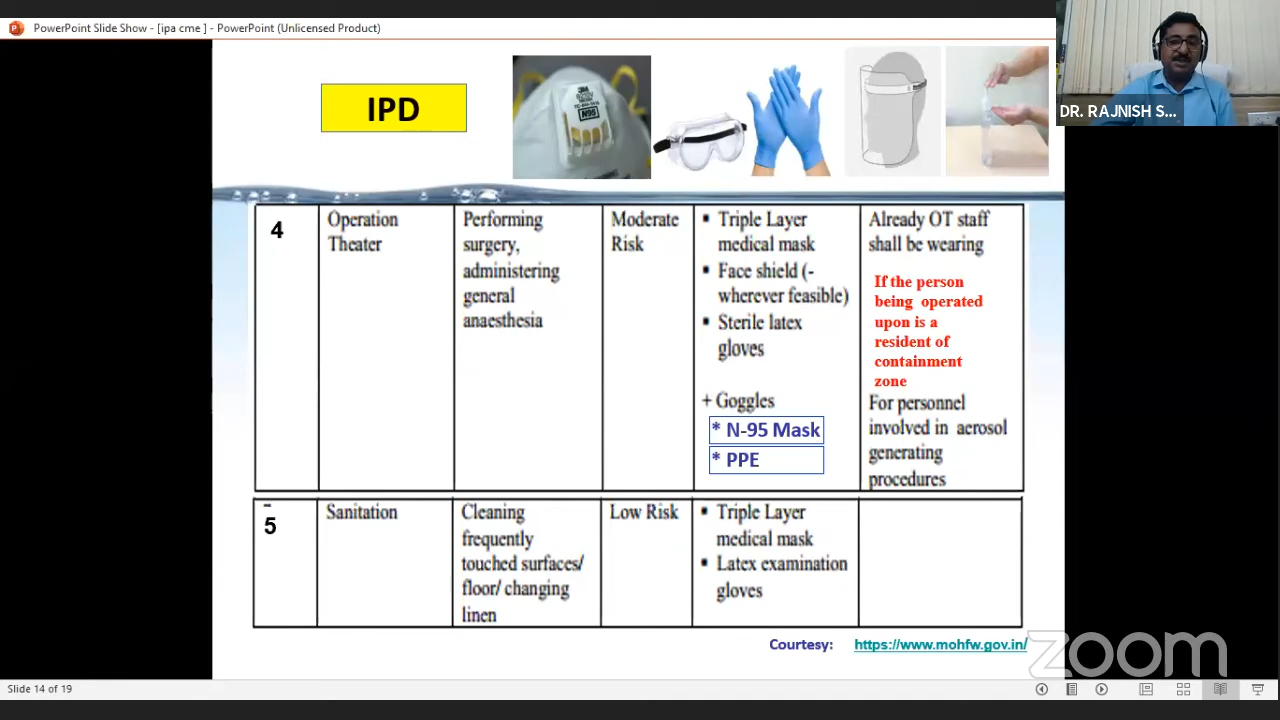 PowerPoint Slide Show - [ipa cme ] - PowerPoint (Unlicensed Product)
DR. RAJNISH S...
IPD
3M
N95
4
Operation
Theater
Performing
surgery,
administering
general
anaesthesia
Moderate
Risk
▪ Triple Layer
medical mask
▪ Face shield (-
wherever feasible)
▪ Sterile latex
gloves
+ Goggles
* N-95 Mask
* PPE
Already OT staff
shall be wearing
If the person
being operated
upon is a
resident of
containment
zone
For personnel
involved in aerosol
generating
procedures
5
Sanitation
Cleaning
frequently
touched surfaces/
floor/ changing
linen
Low Risk
▪ Triple Layer
medical mask
▪ Latex examination
gloves
Courtesy: https://www.mohfw.gov.in/
zoom
Slide 14 of 19